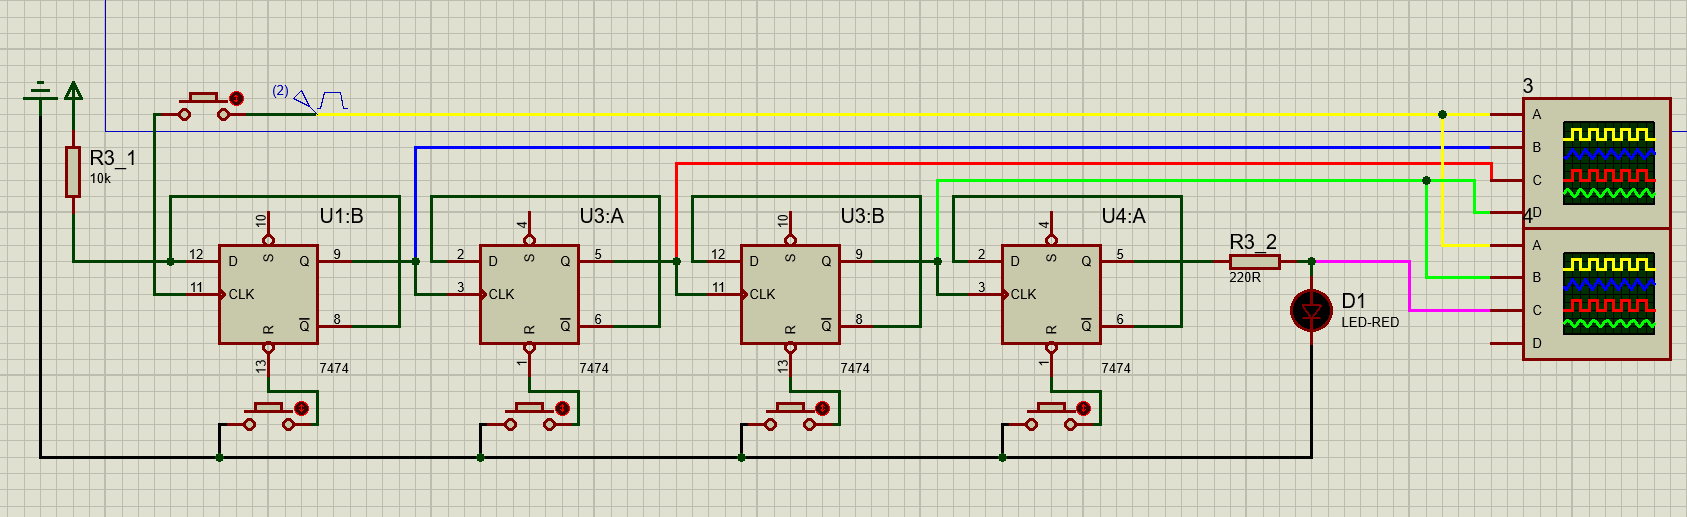 3
(2)
A
B
R3_1
10k
C
U1:B
U3:A
U3:B
U4:A
D
4
10
4
10
4
R3_2
A
12 D S Q 9
2 D S Q 5
12 D S Q 9
2 D S Q 5
220R
B
11 CLK
3 CLK
11 CLK
3 CLK
D1
C
LED-RED
R Q 8
R Q 6
R Q 8
R Q 6
D
13
1
13
1
7474
7474
7474
7474